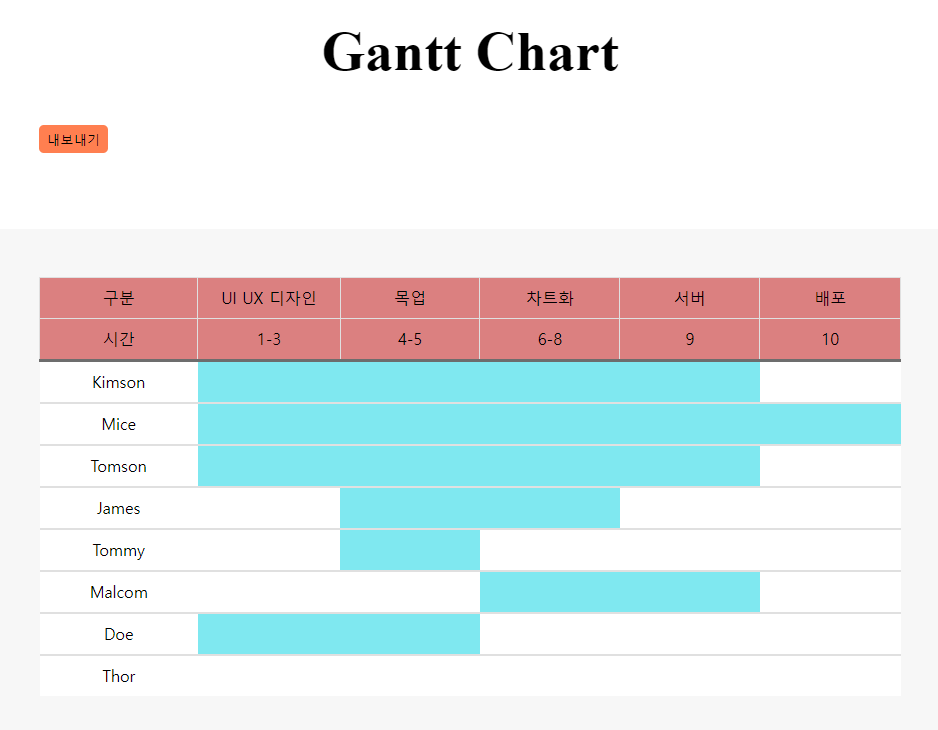 Gantt Chart
내보내기
구분 UI UX 디자인 목업 차트화 서버 배포
시간 1-3 4-5 6-8 9 10
Kimson
Mice
Tomson
James
Tommy
Malcom
Doe
Thor